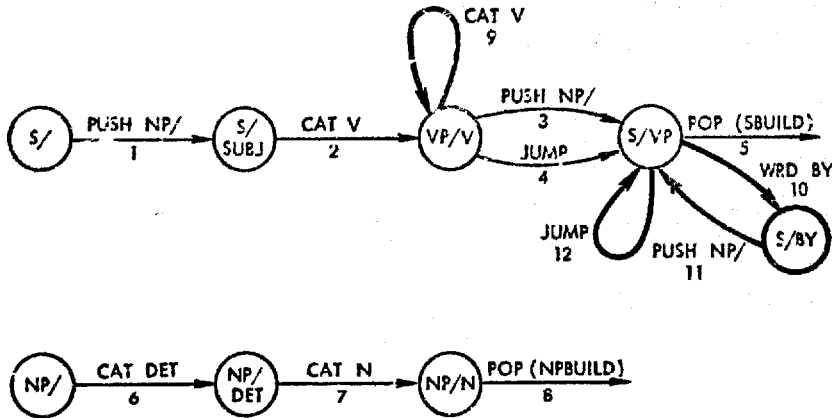 CAT V
9
PUSH NP/
1
CAT V
2
PUSH NP/
3
JUMP
4
POP (SBUILD)
5
S/
S/
SUBJ
VP/V
S/VP
WRD BY
10
S/BY
JUMP
12
PUSH NP/
11
CAT DET
6
CAT N
7
POP (NPBUILD)
8
NP/
NP/
DET
NP/N